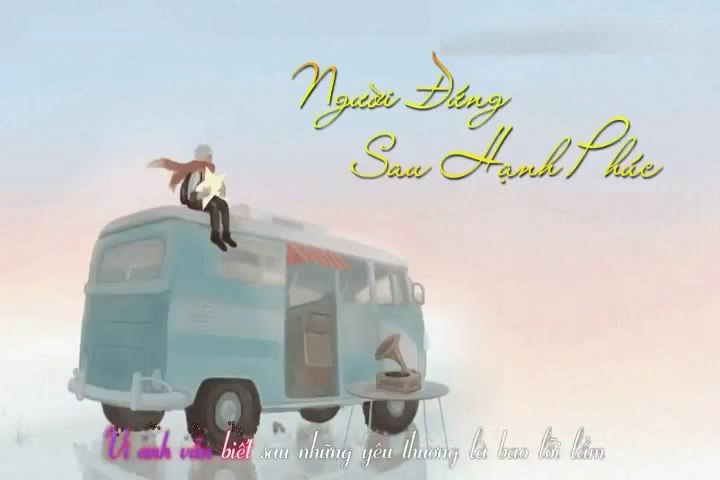 Người Đứng
Sau Hạnh Phúc
Vì anh vẫn biết sau những yêu thương là bao lỗi lầm